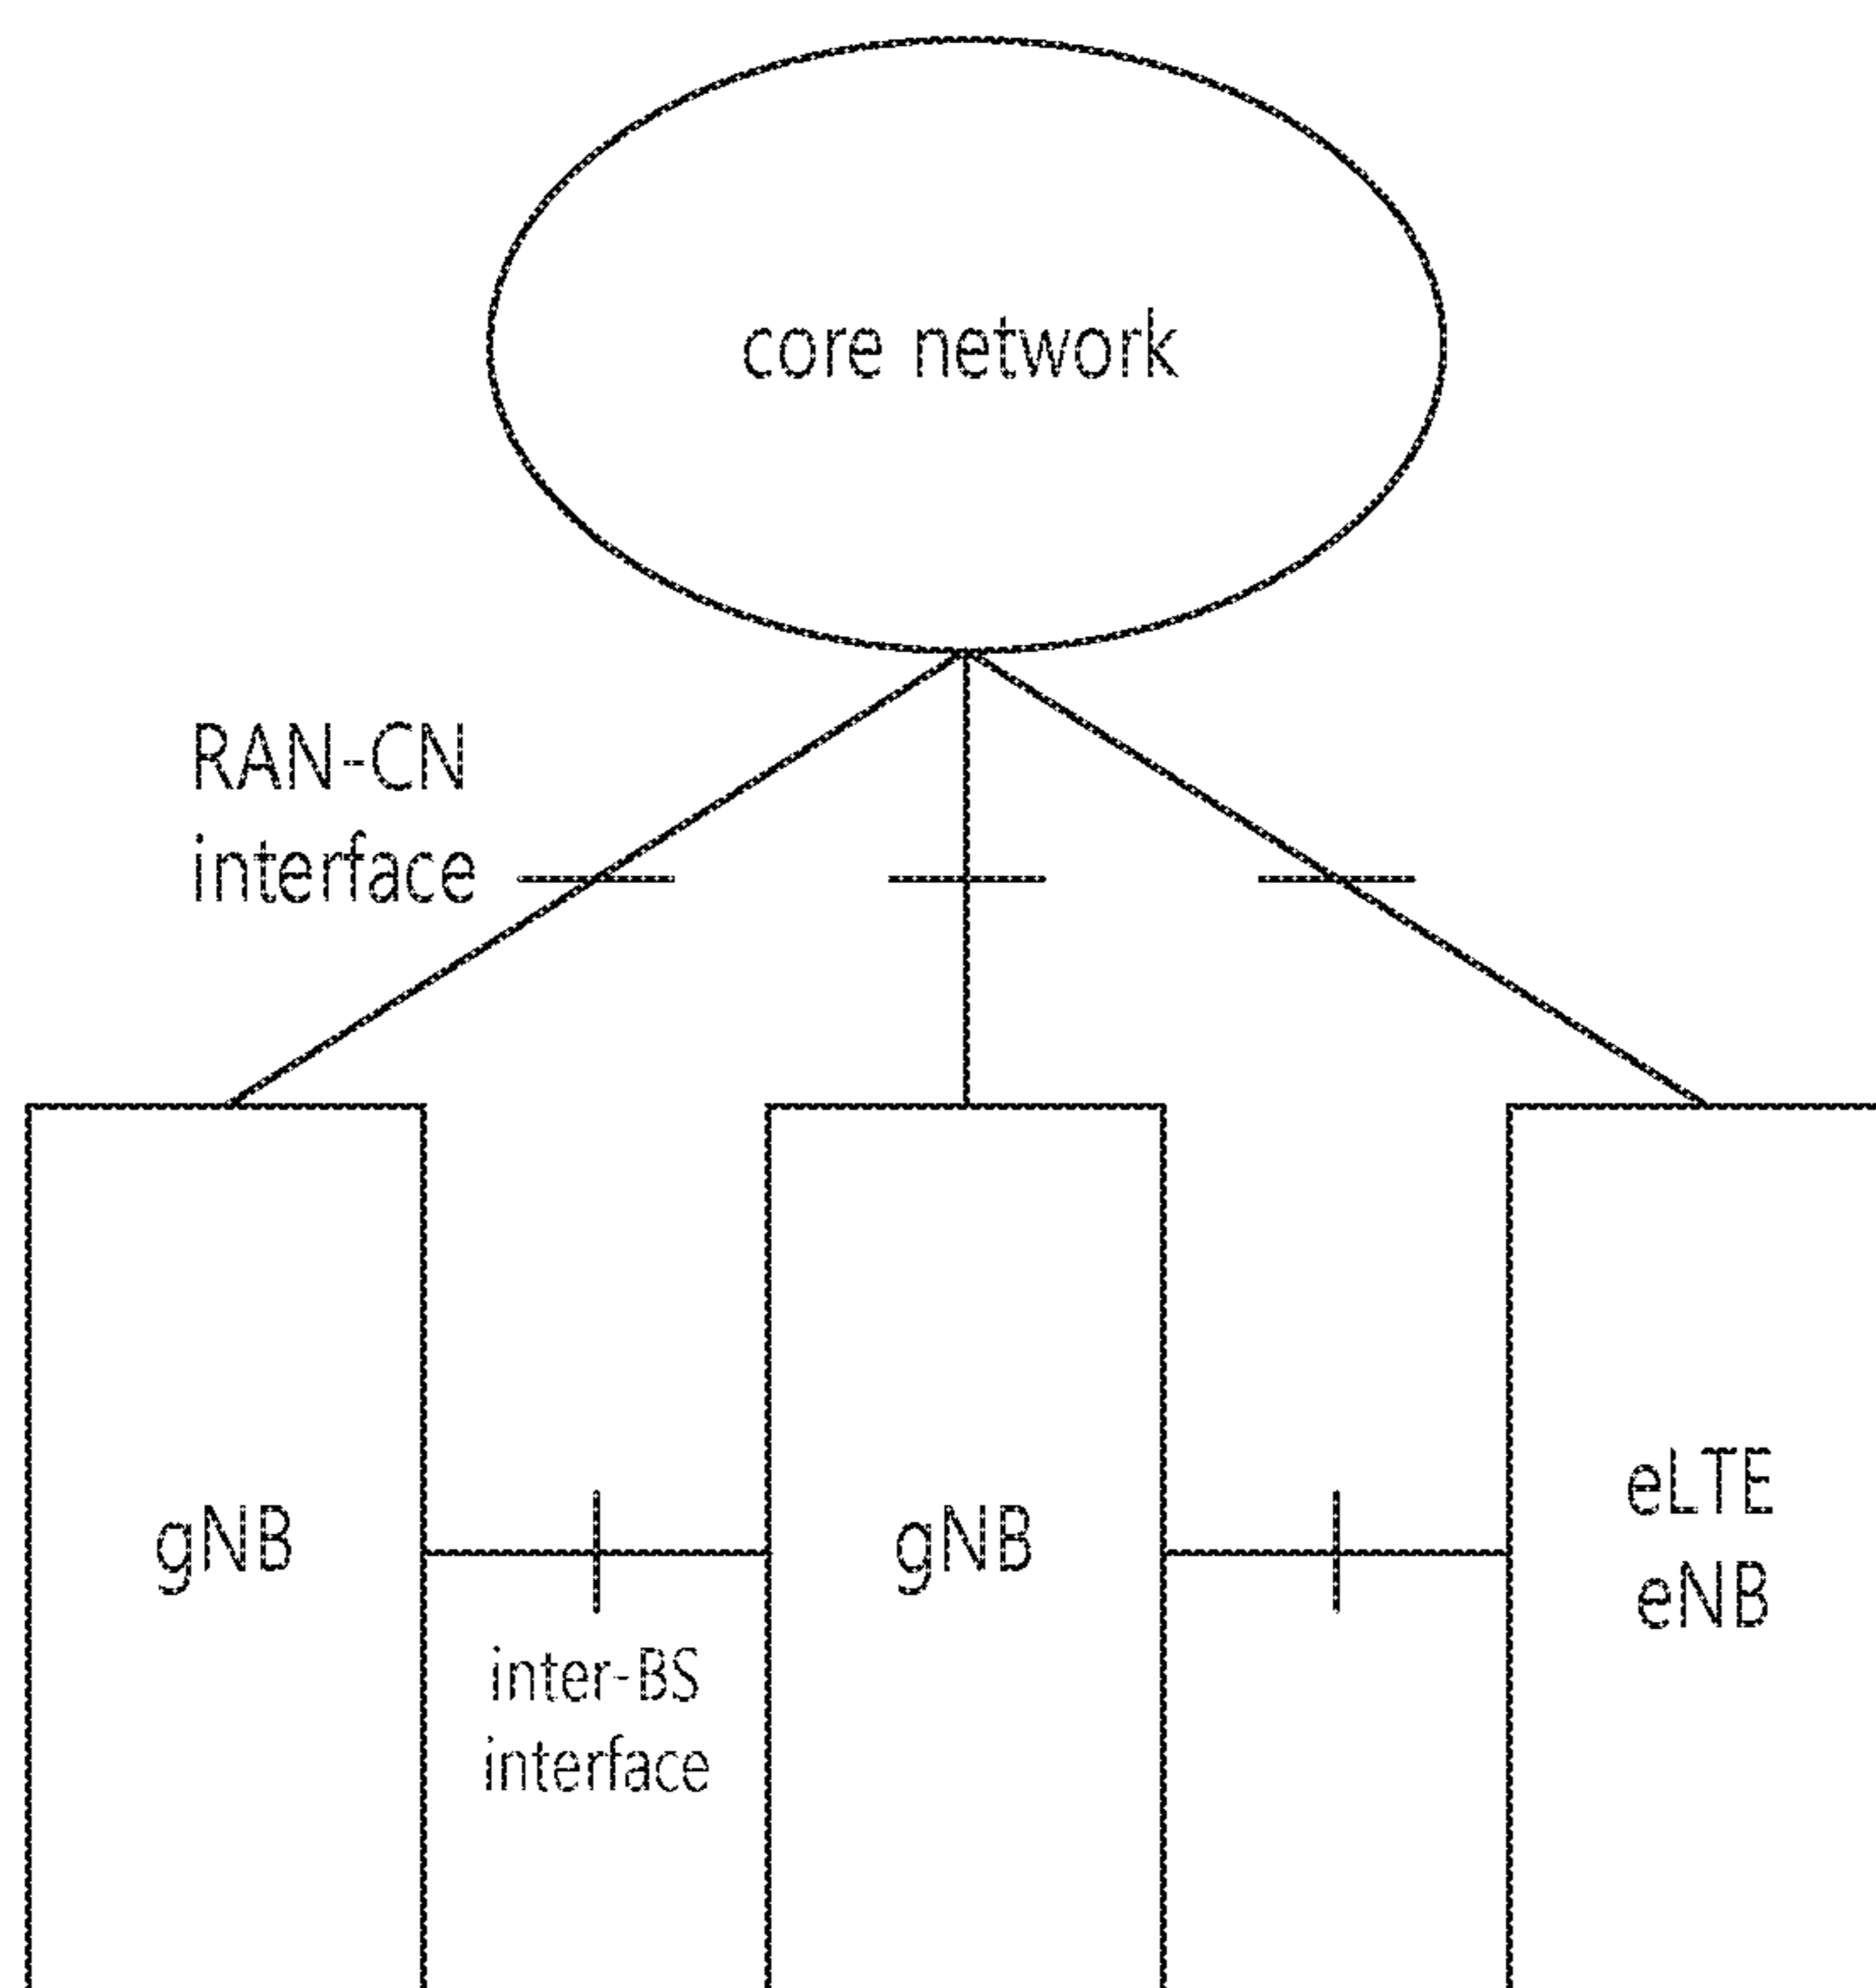 core network
RAN-CN
interface
gNB
gNB
eLTE
eNB
inter-BS
interface